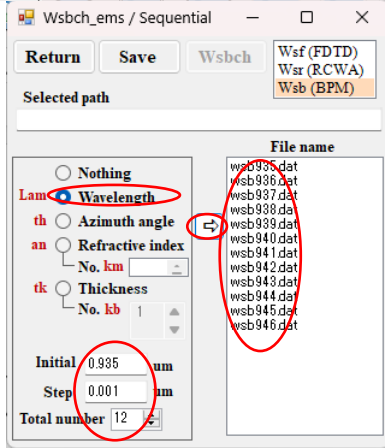 Wsbch_ems / Sequential
Return Save Wsbch
Wsf (FDTD)
Wsr (RCWA)
Wsb (BPM)
Selected path
File name
Nothing
Lam Wavelength
th Azimuth angle
an Refractive index
No. km
tk Thickness
No. kb 1
Initial 0.935 um
Step 0.001 um
Total number 12
wsb935.dat
wsb936.dat
wsb937.dat
wsb938.dat
wsb939.dat
wsb940.dat
wsb941.dat
wsb942.dat
wsb943.dat
wsb944.dat
wsb945.dat
wsb946.dat